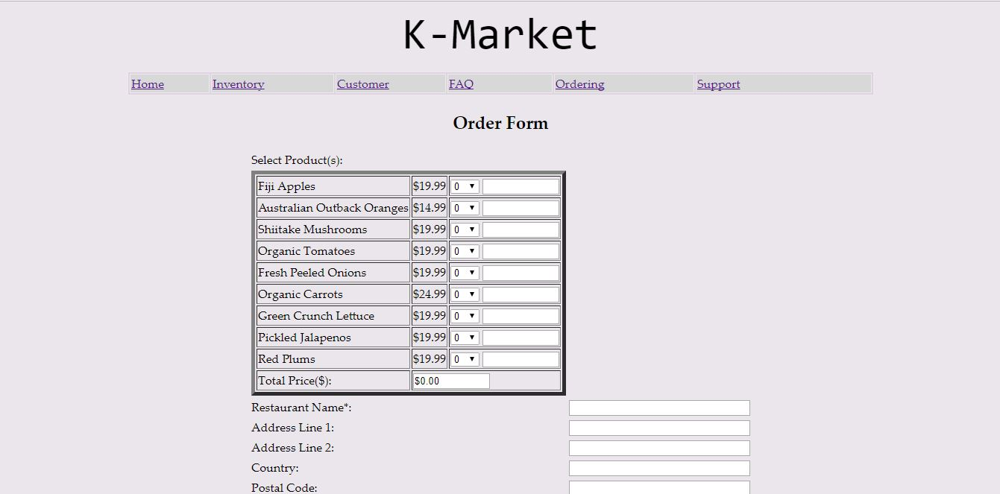 K-Market
Home Inventory Customer FAQ Ordering Support
Order Form
Select Product(s):
Fiji Apples $19.99 0
Australian Outback Oranges $14.99 0
Shiitake Mushrooms $19.99 0
Organic Tomatoes $19.99 0
Fresh Peeled Onions $19.99 0
Organic Carrots $24.99 0
Green Crunch Lettuce $19.99 0
Pickled Jalapenos $19.99 0
Red Plums $19.99 0
Total Price($): $0.00
Restaurant Name*:
Address Line 1:
Address Line 2:
Country:
Postal Code: